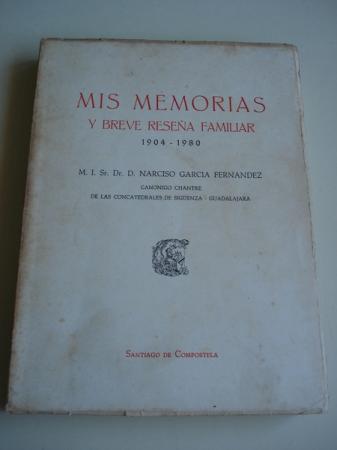 MIS MEMORIAS
Y BREVE RESEÑA FAMILIAR
1904 - 1980
M. I. Sr. Dr. D. NARCISO GARCIA FERNANDEZ
CANONIGO CHANTRE
DE LAS CONCATEDRALES DE SIGÜENZA - GUADALAJARA
SANTIAGO DE COMPOSTELA